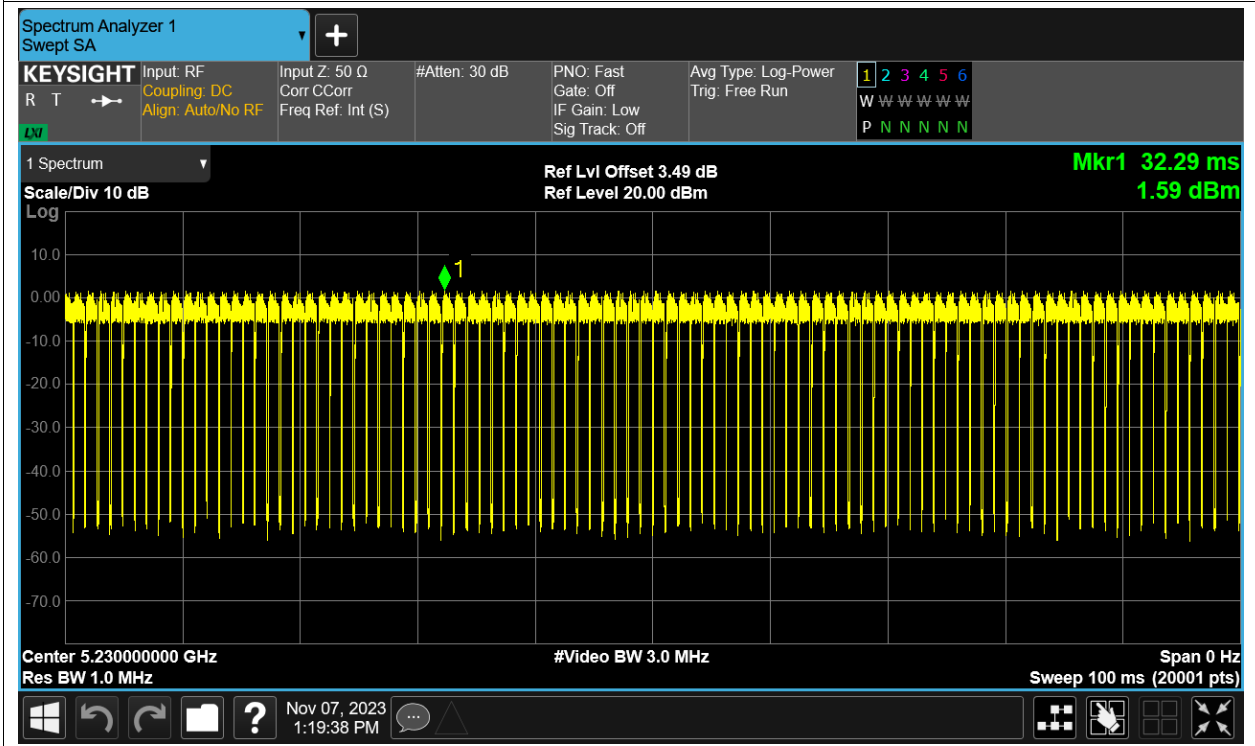 Spectrum Analyzer 1
Swept SA
+
KEYSIGHT Input: RF Input Z: 50 Ω #Atten: 30 dB PNO: Fast Avg Type: Log-Power 1 2 3 4 5 6
R T Coupling: DC Corr CCorr Gate: Off Trig: Free Run W W W W W W
Align: Auto/No RF Freq Ref: Int (S) IF Gain: Low
LXI Sig Track: Off P N N N N N
1 Spectrum Ref Lvl Offset 3.49 dB Mkr1 32.29 ms
Scale/Div 10 dB Ref Level 20.00 dBm 1.59 dBm
Log
10.0
1
0.00
-10.0
-20.0
-30.0
-40.0
-50.0
-60.0
-70.0
Center 5.230000000 GHz #Video BW 3.0 MHz Span 0 Hz
Res BW 1.0 MHz Sweep 100 ms (20001 pts)
? Nov 07, 2023
1:19:38 PM